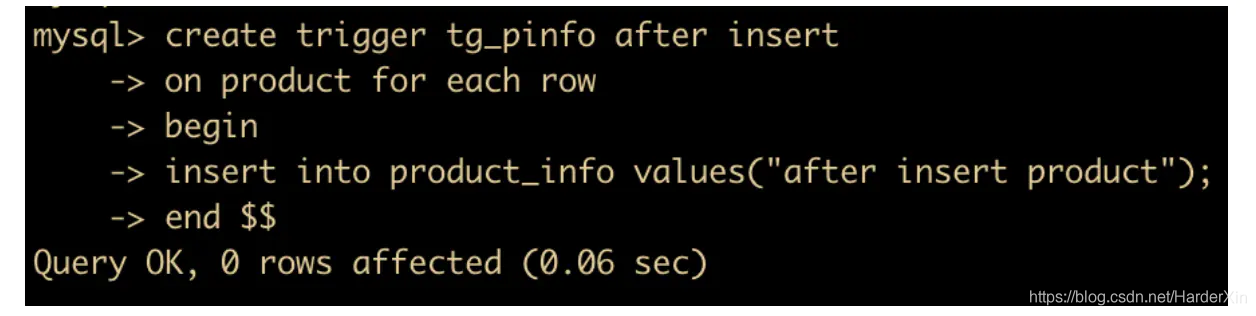 mysql> create trigger tg_pinfo after insert
-> on product for each row
-> begin
-> insert into product_info values("after insert product");
-> end $$
Query OK, 0 rows affected (0.06 sec)
https://blog.csdn.net/HarderXin